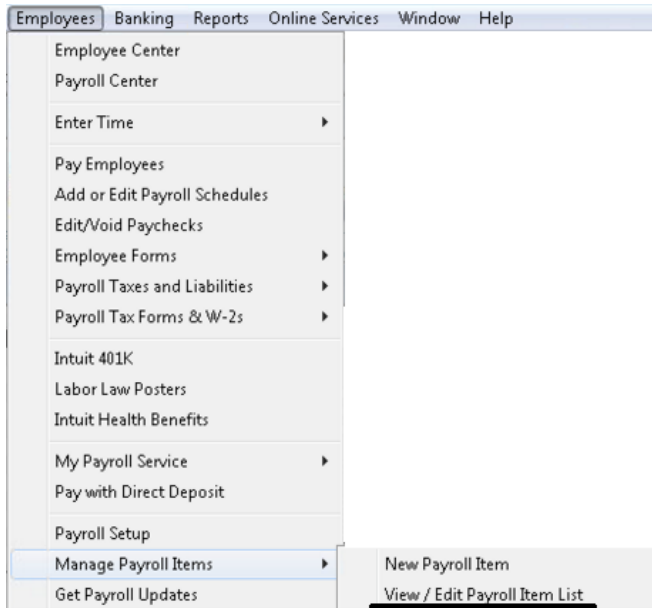 Employees Banking Reports Online Services Window Help
Employee Center
Payroll Center
Enter Time
Pay Employees
Add or Edit Payroll Schedules
Edit/Void Paychecks
Employee Forms
Payroll Taxes and Liabilities
Payroll Tax Forms & W-2s
Intuit 401K
Labor Law Posters
Intuit Health Benefits
My Payroll Service
Pay with Direct Deposit
Payroll Setup
Manage Payroll Items New Payroll Item
Get Payroll Updates View / Edit Payroll Item List